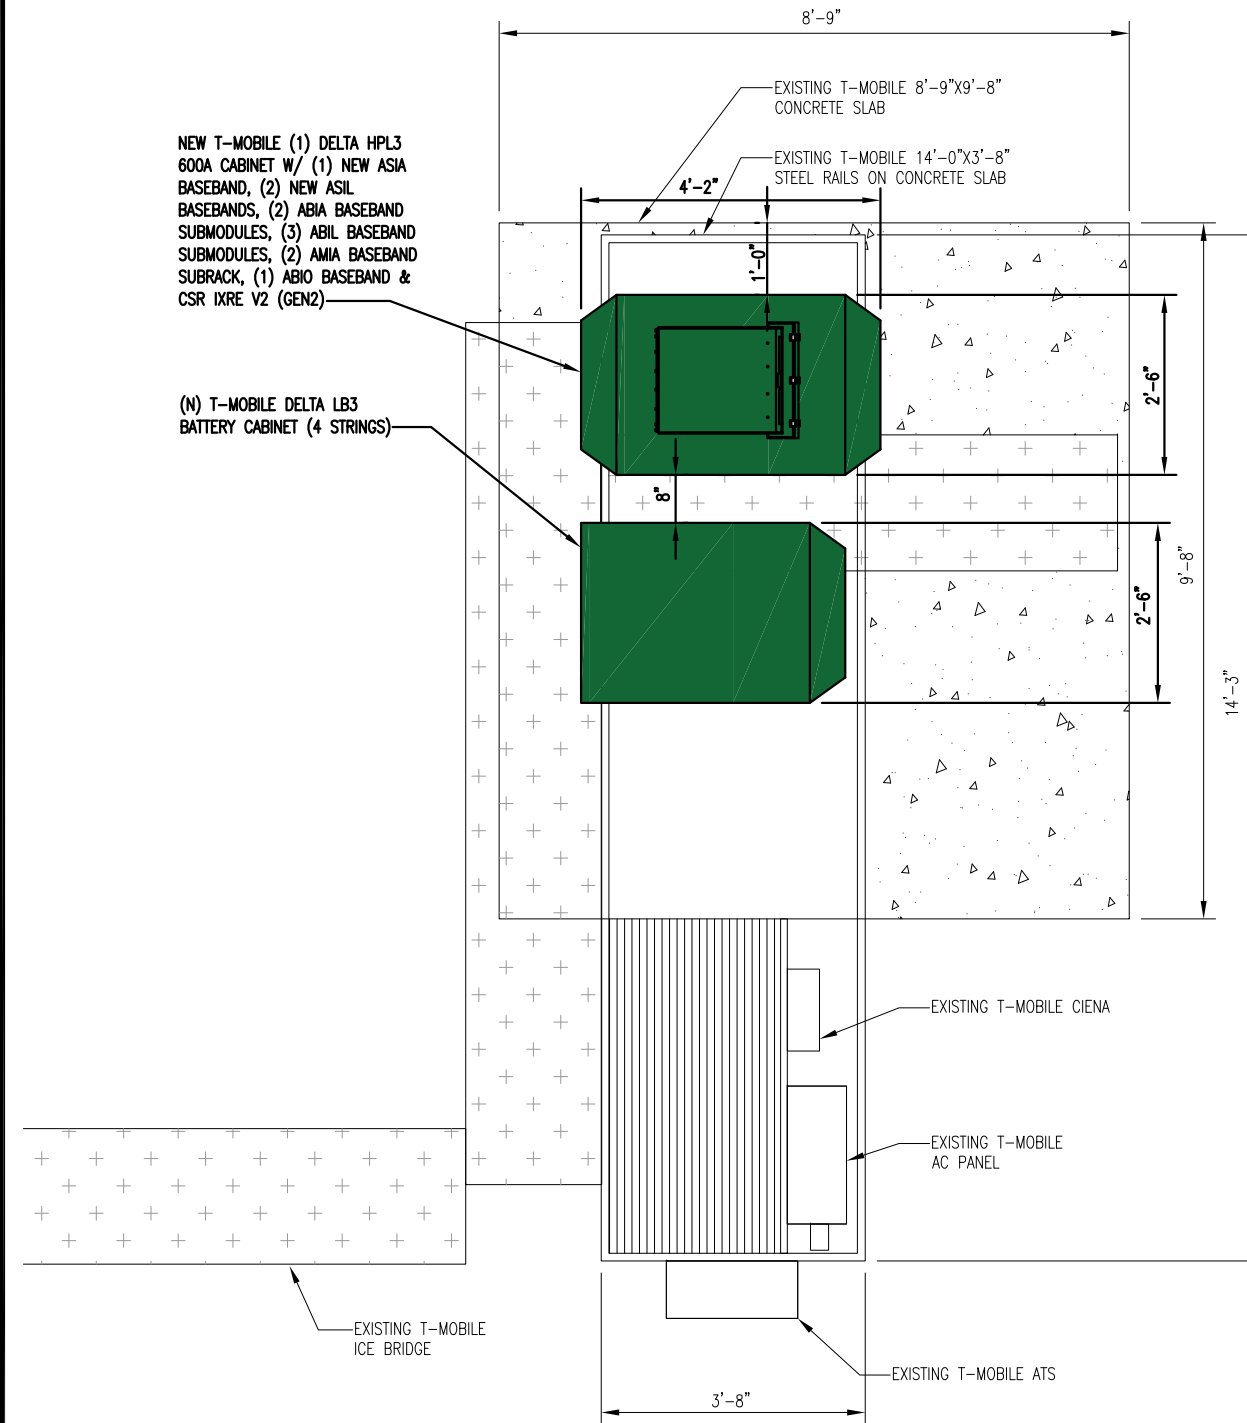 8'-9"
EXISTING T-MOBILE 8'-9"X9'-8"
CONCRETE SLAB
NEW T-MOBILE (1) DELTA HPL3
600A CABINET W/ (1) NEW ASIA
BASEBAND, (2) NEW ASIL
BASEBANDS, (2) ABIA BASEBAND
SUBMODULES, (3) ABIL BASEBAND
SUBMODULES, (2) AMIA BASEBAND
SUBRACK, (1) ABIO BASEBAND &
CSR IXRE V2 (GEN2)
EXISTING T-MOBILE 14'-0"X3'-8"
STEEL RAILS ON CONCRETE SLAB
4'-2"
1'-0"
2'-6"
(N) T-MOBILE DELTA LB3
BATTERY CABINET (4 STRINGS)
8"
9'-8"
2'-6"
14'-3"
EXISTING T-MOBILE CIENA
EXISTING T-MOBILE
AC PANEL
EXISTING T-MOBILE
ICE BRIDGE
EXISTING T-MOBILE ATS
3'-8"